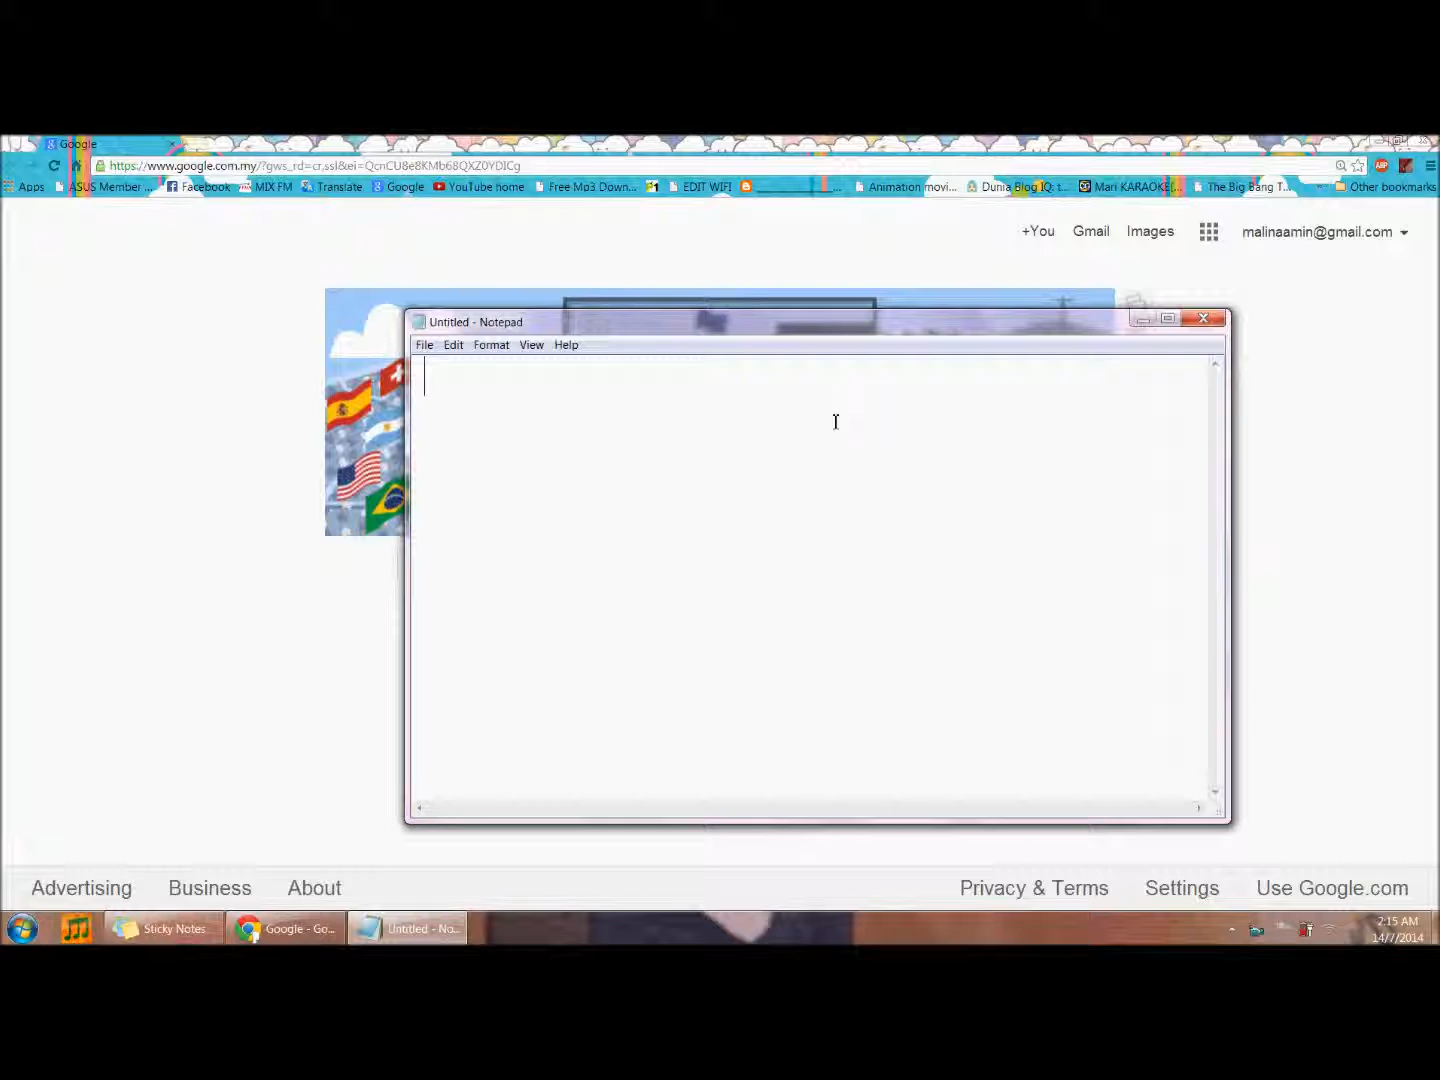 Google
https://www.google.com.my/?gws_rd=cr,ssl&ei=QcnCU8e8KMb68QXZ0YDICg
Apps ASUS Member ... Facebook MIX FM Translate Google YouTube home Free Mp3 Down... EDIT WIFI ... Animation movi... Dunia Blog IQ: t... Mari KARAOKE(... The Big Bang T... Other bookmarks
+You Gmail Images malinaamin@gmail.com
Untitled - Notepad
File Edit Format View Help
Advertising Business About Privacy & Terms Settings Use Google.com
Sticky Notes Google - Go... Untitled - No...
2:15 AM
14/7/2014